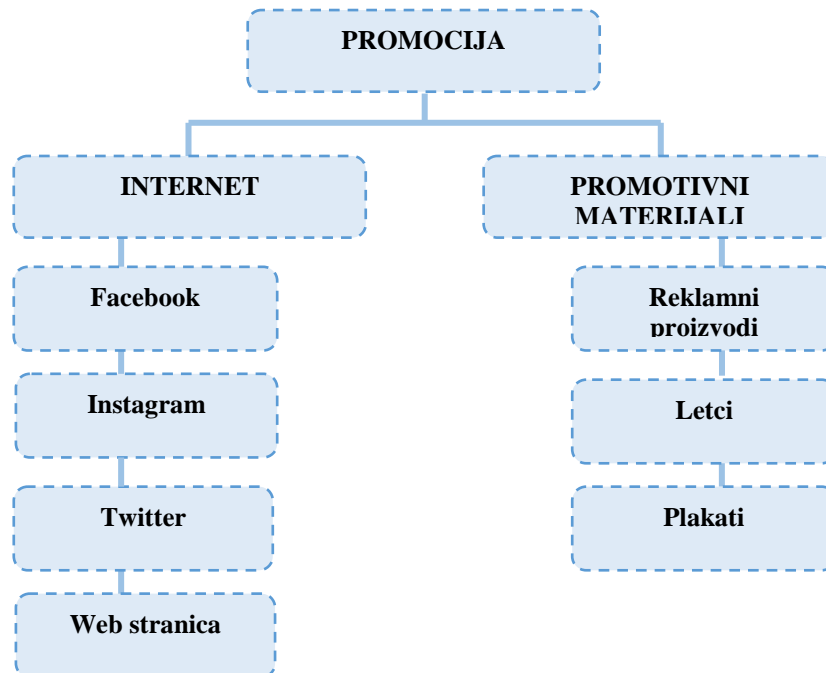 PROMOCIJA
INTERNET
PROMOTIVNI
MATERIJALI
Facebook
Instagram
Twitter
Web stranica
Reklamni
proizvodi
Letci
Plakati